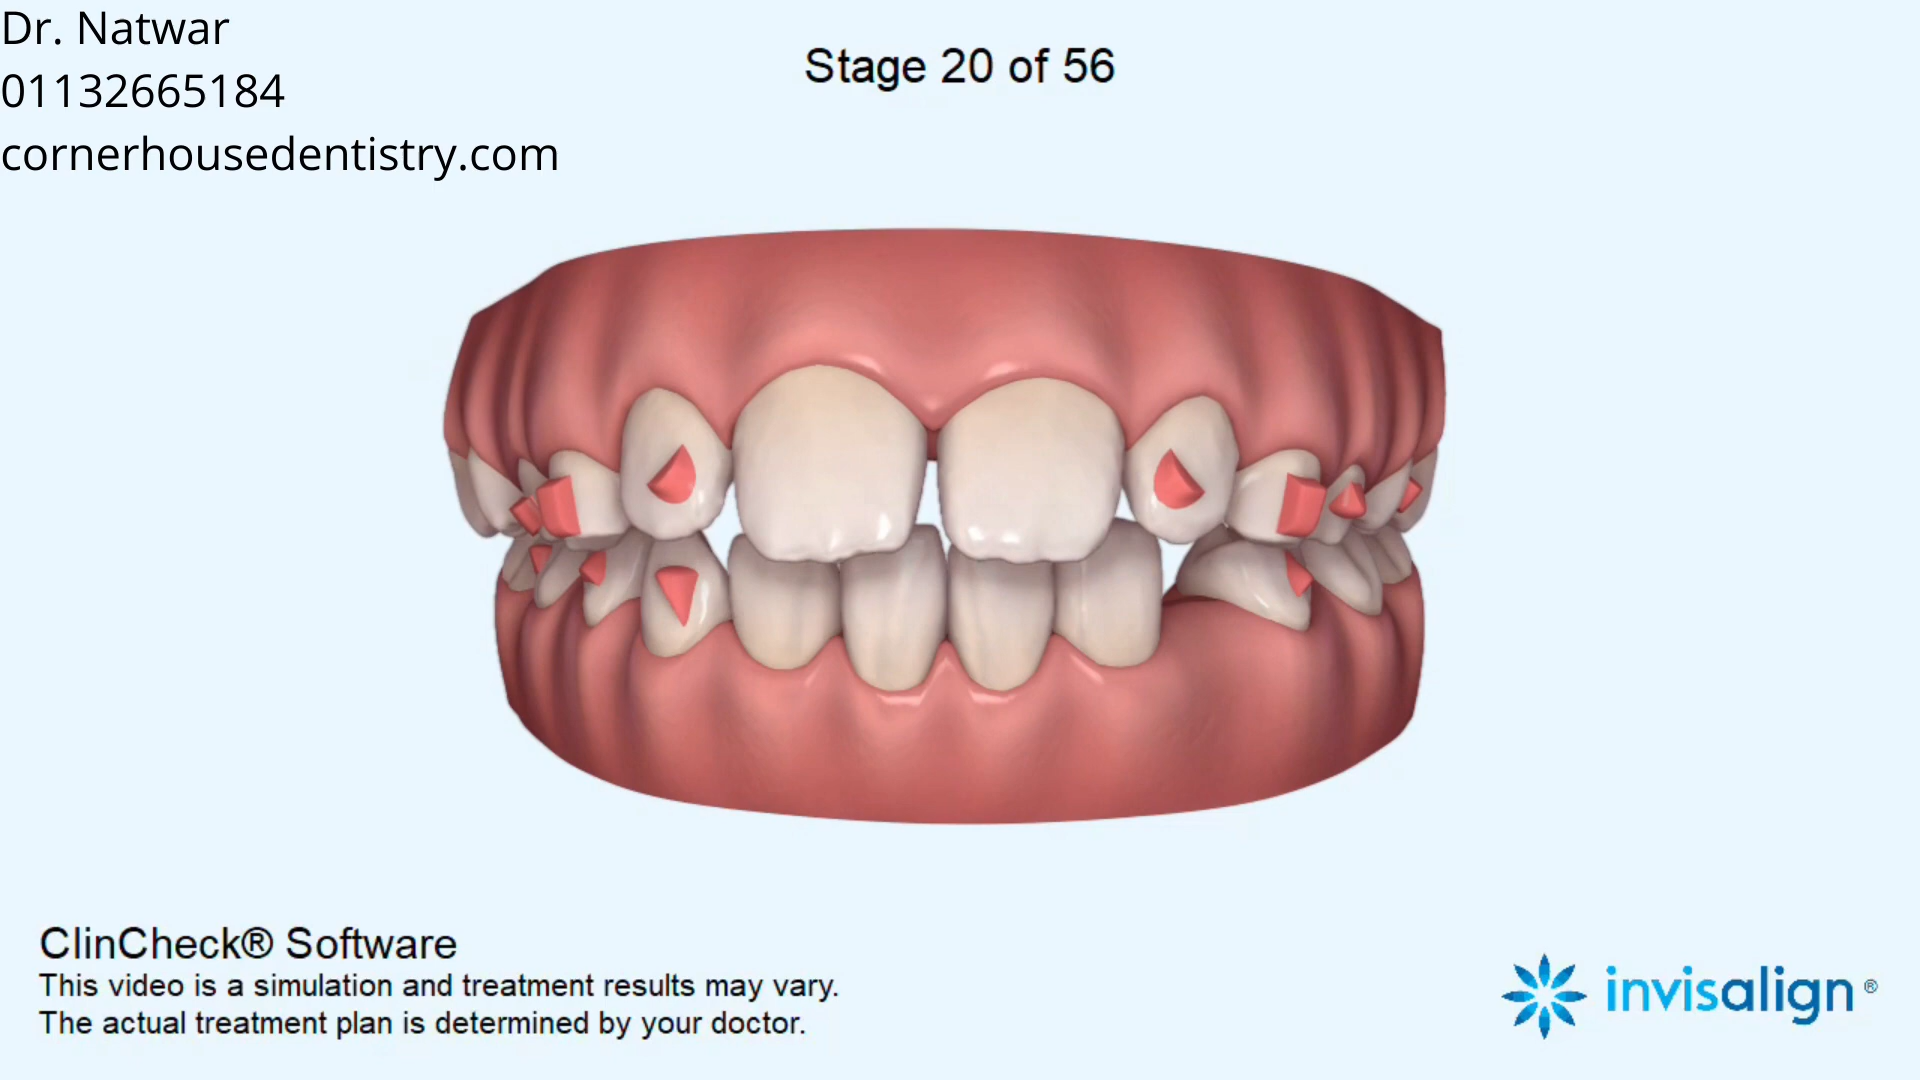 Dr. Natwar
01132665184
cornerhousedentistry.com
Stage 20 of 56
ClinCheck® Software
This video is a simulation and treatment results may vary.
The actual treatment plan is determined by your doctor.
invisalign®